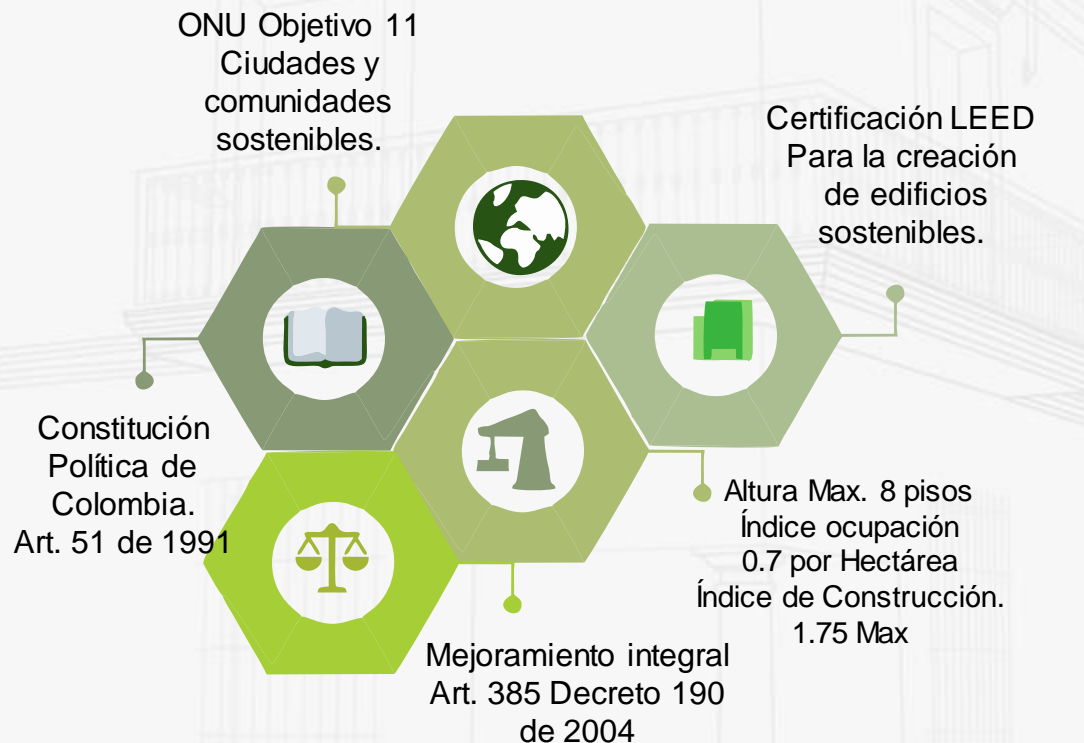 ONU Objetivo 11
Ciudades y
comunidades
sostenibles.
Certificación LEED
Para la creación
de edificios
sostenibles.
Constitución
Política de
Colombia.
Art. 51 de 1991
Altura Max. 8 pisos
Índice ocupación
0.7 por Hectárea
Índice de Construcción.
1.75 Max
Mejoramiento integral
Art. 385 Decreto 190
de 2004